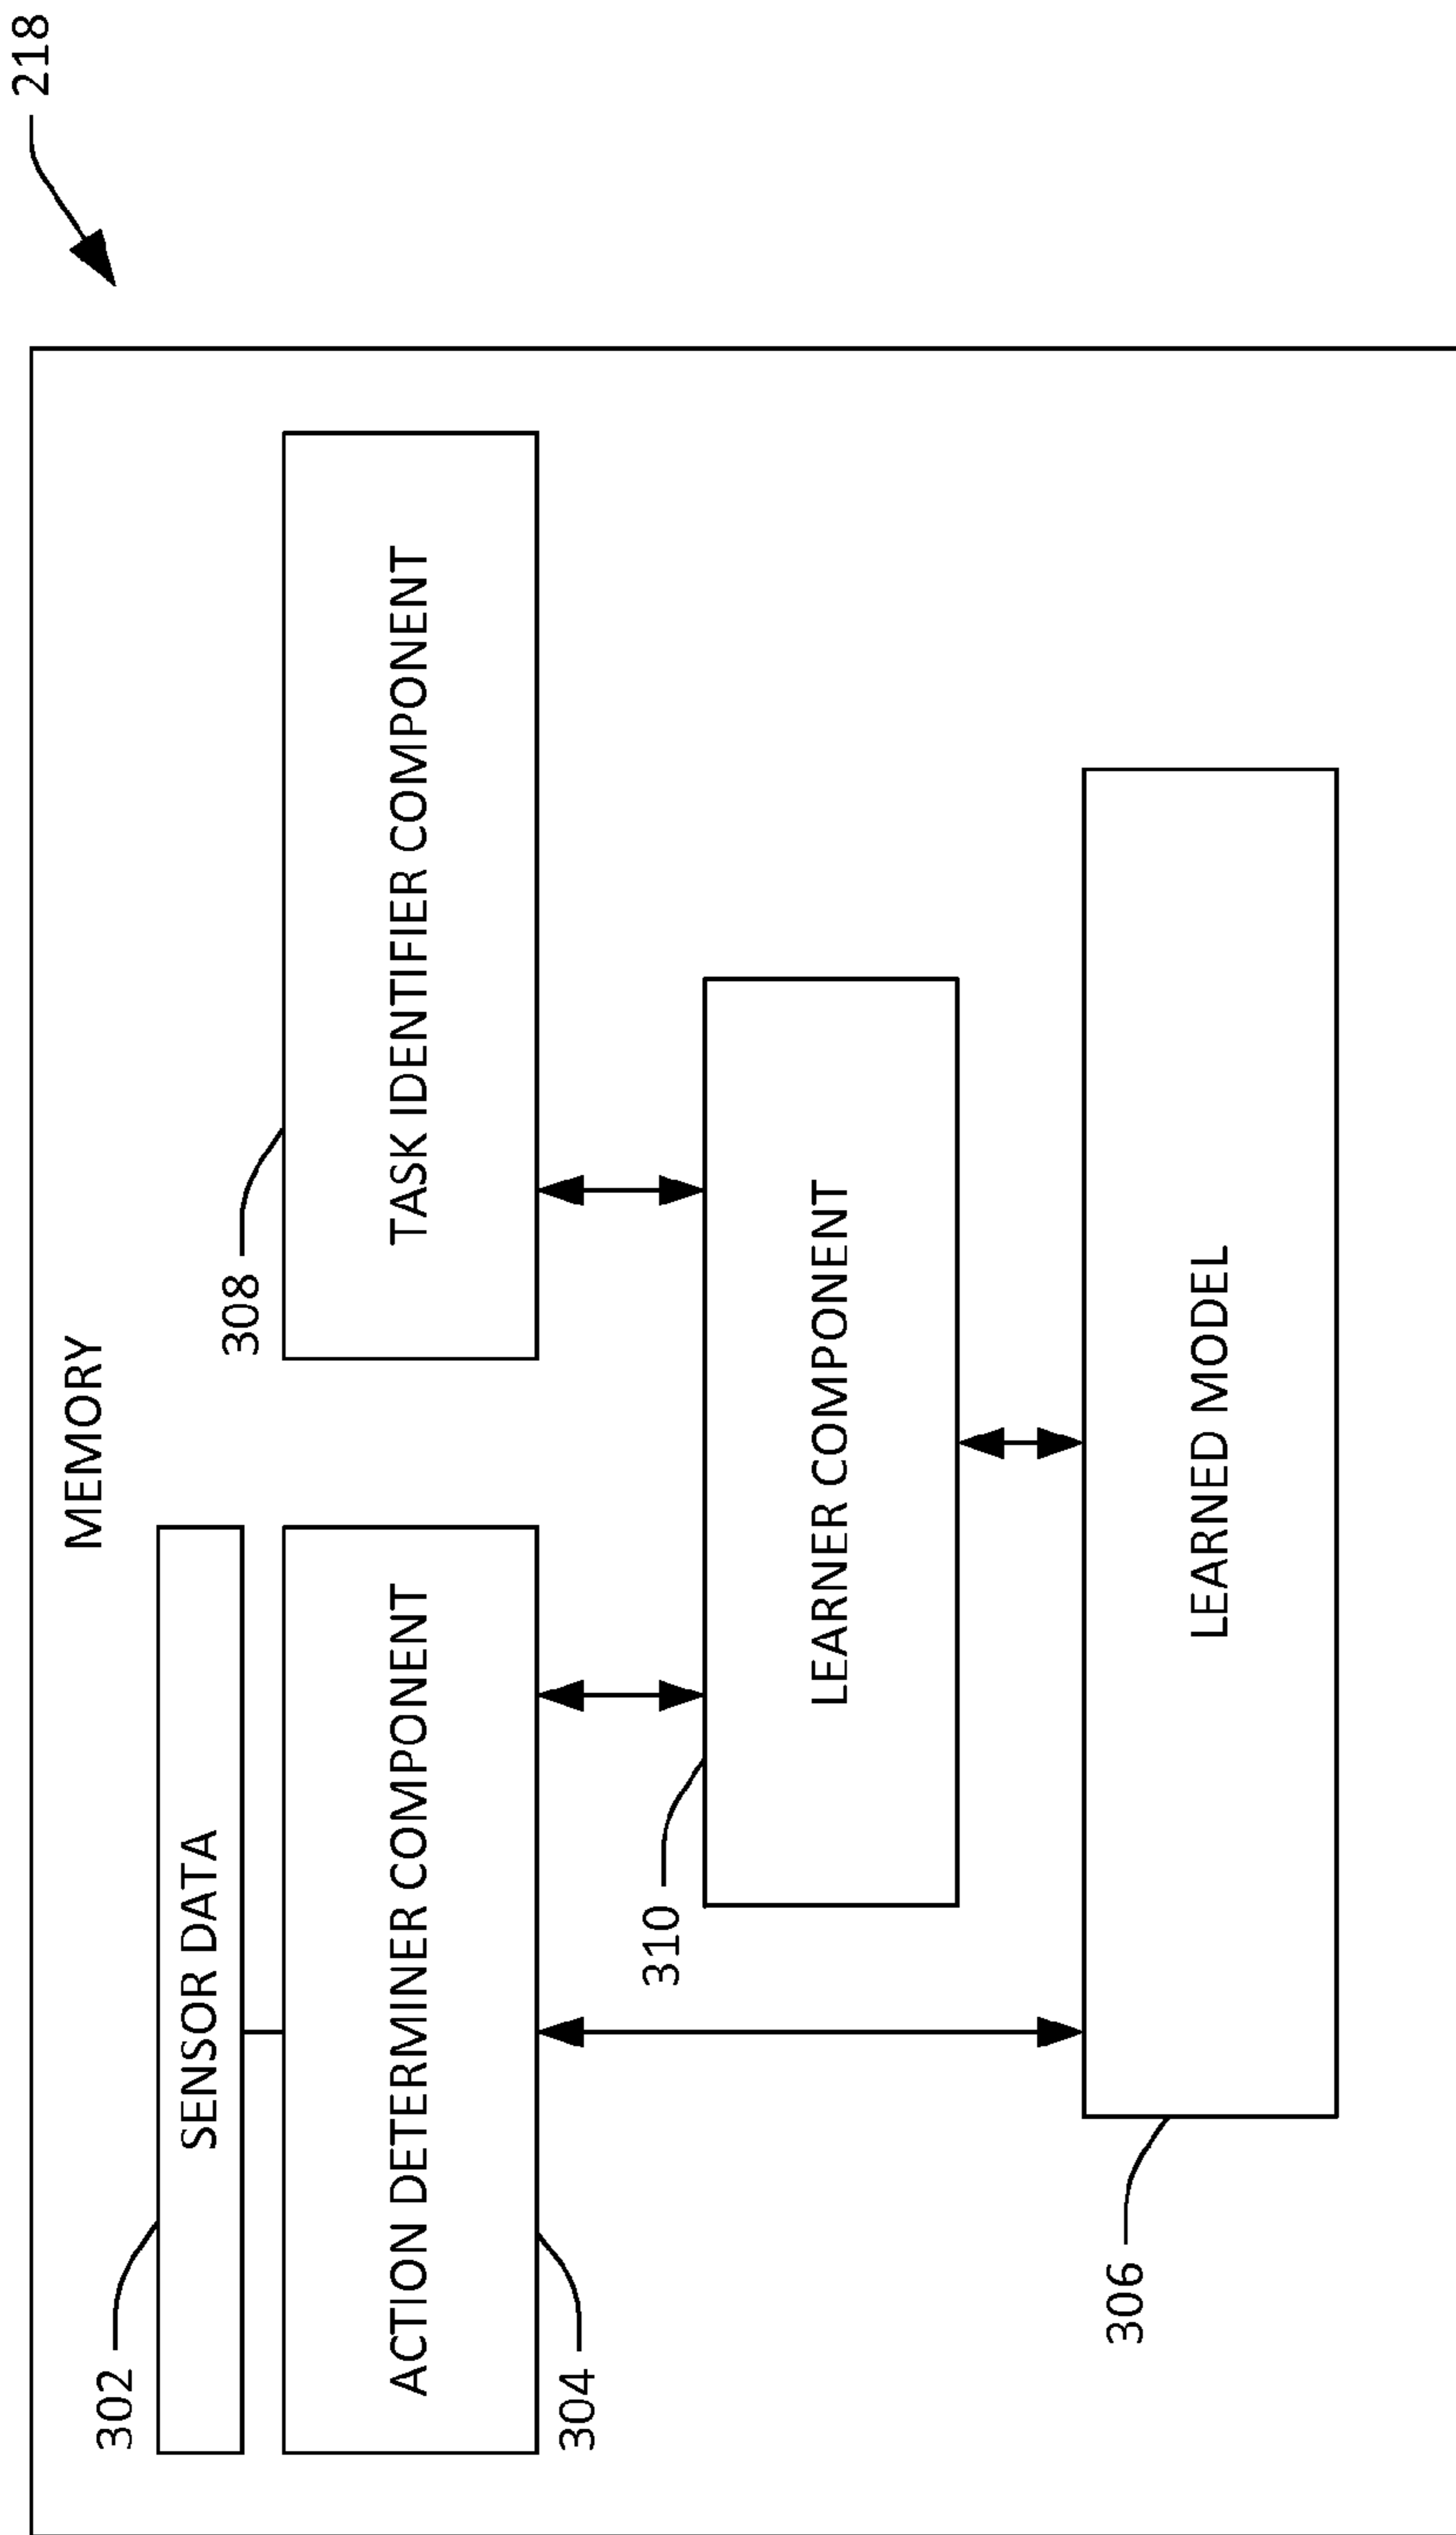 218
MEMORY
302
SENSOR DATA
308
ACTION DETERMINER COMPONENT
TASK IDENTIFIER COMPONENT
304
310
LEARNER COMPONENT
306
LEARNED MODEL